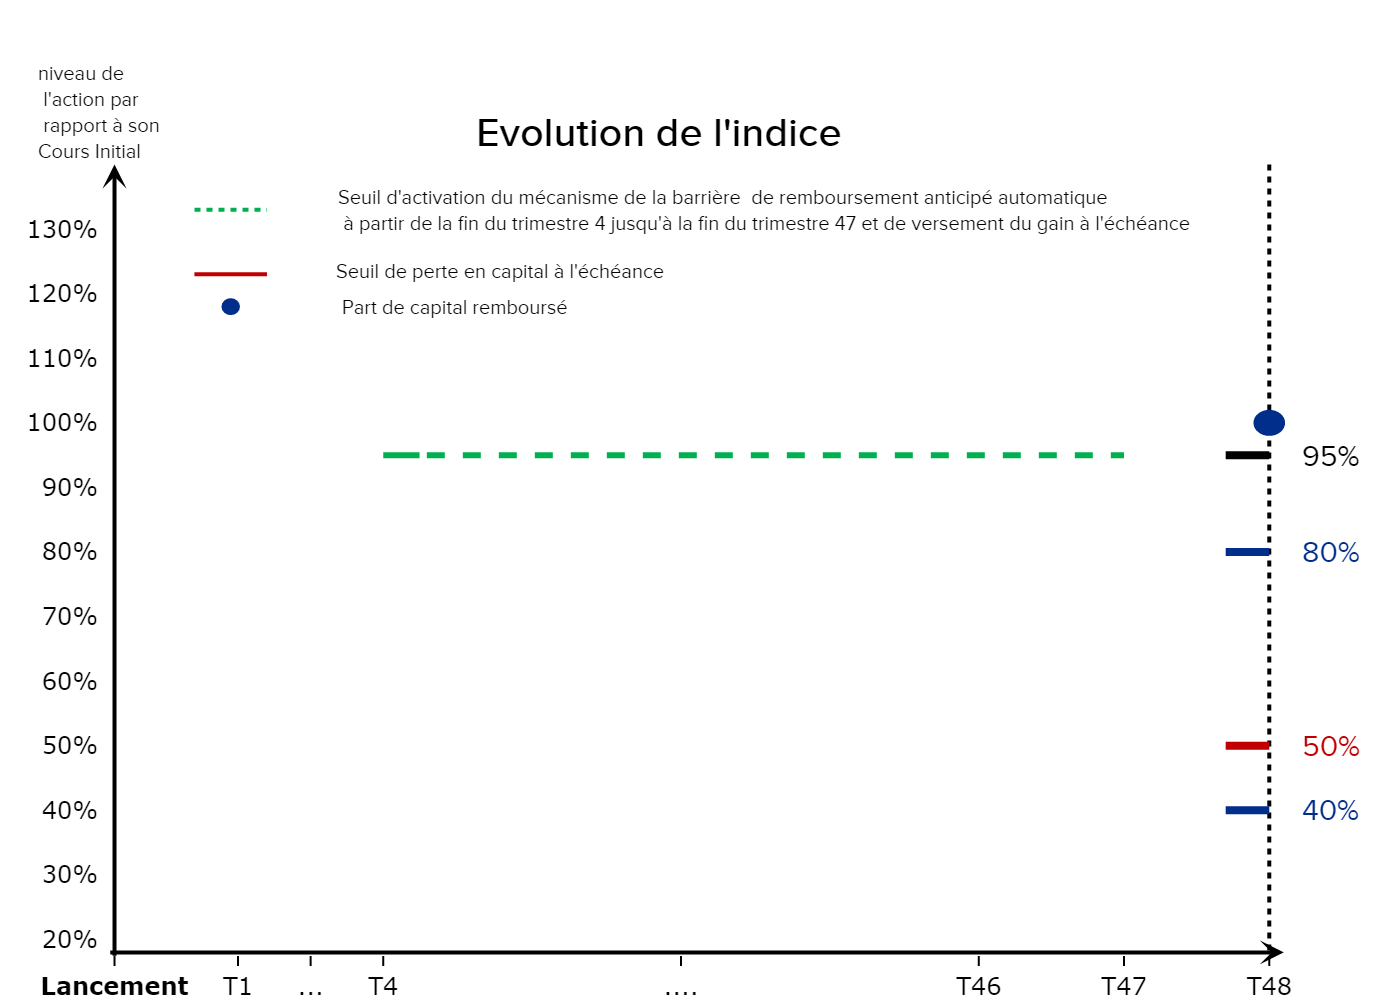 niveau de
l'action par
rapport à son
Cours Initial
Evolution de l'indice
Seuil d'activation du mécanisme de la barrière de remboursement anticipé automatique
à partir de la fin du trimestre 4 jusqu'à la fin du trimestre 47 et de versement du gain à l'échéance
Seuil de perte en capital à l'échéance
Part de capital remboursé
130%
120%
110%
100%
90%
80%
70%
60%
50%
40%
30%
20%
95%
80%
50%
40%
Lancement T1 ... T4 .... T46 T47 T48